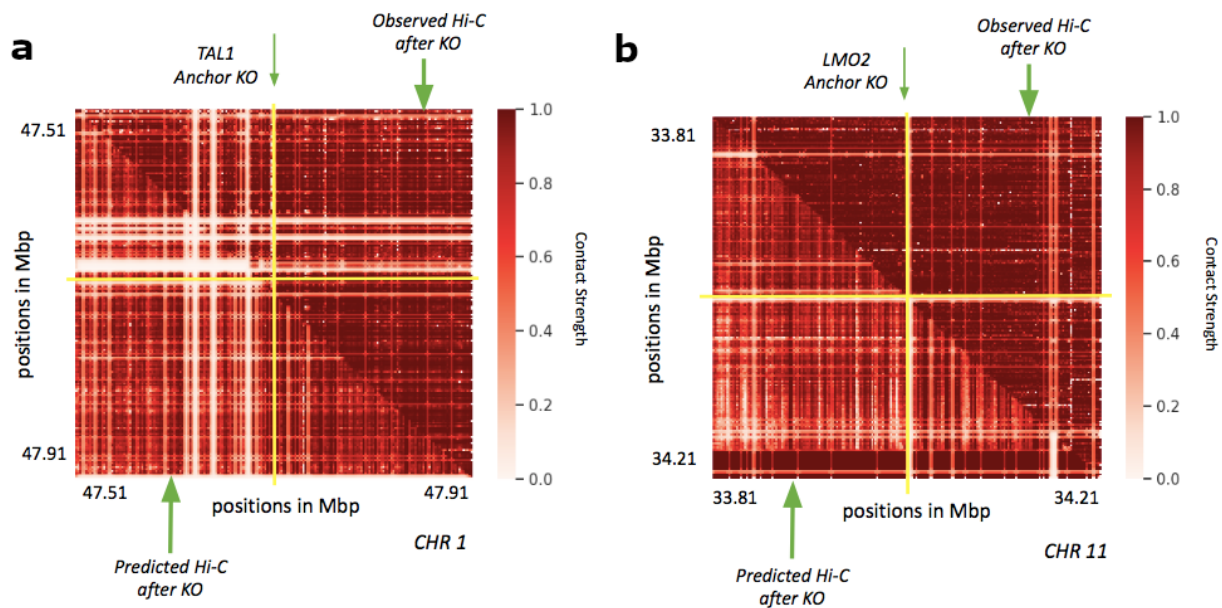 a
TAL1
Anchor KO
Observed Hi-C
after KO
47.51
47.91
positions in Mbp
47.51
47.91
positions in Mbp
1.0
0.8
0.6
0.4
0.2
0.0
Contact Strength
CHR 1
Predicted Hi-C
after KO
b
LMO2
Anchor KO
Observed Hi-C
after KO
33.81
34.21
positions in Mbp
33.81
34.21
positions in Mbp
1.0
0.8
0.6
0.4
0.2
0.0
Contact Strength
CHR 11
Predicted Hi-C
after KO